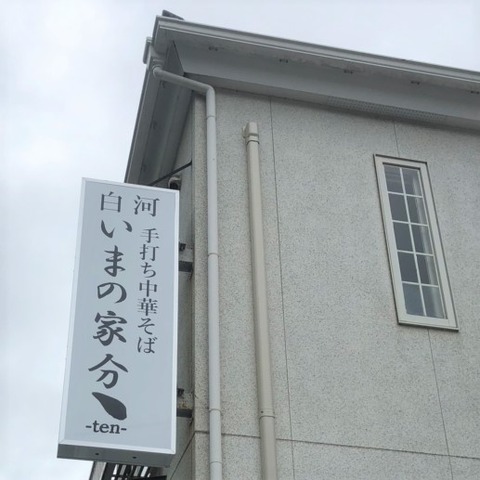 白河
手打ち中華そば
いまの家分
-ten-